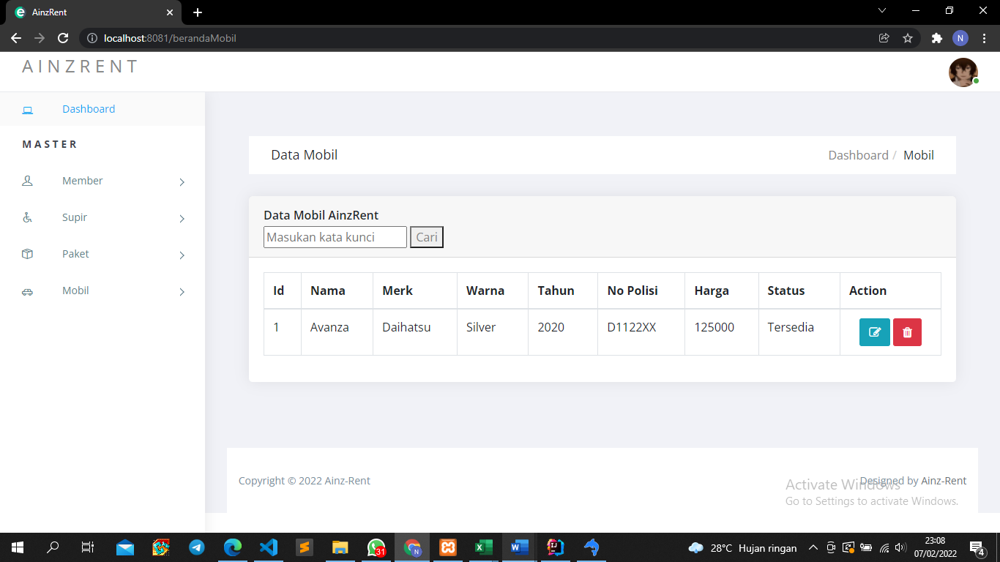 AinzRent
localhost:8081/berandaMobil
N
AINZRENT
Dashboard
MASTER
Member
Supir
Paket
Mobil
Data Mobil
Dashboard / Mobil
Data Mobil AinzRent
Masukan kata kunci Cari
Id Nama Merk Warna Tahun No Polisi Harga Status Action
1 Avanza Daihatsu Silver 2020 D1122XX 125000 Tersedia
Copyright © 2022 Ainz-Rent
Designed by Ainz-Rent
Activate Windows
Go to Settings to activate Windows.
31
N
28°C Hujan ringan
23:08
07/02/2022
4